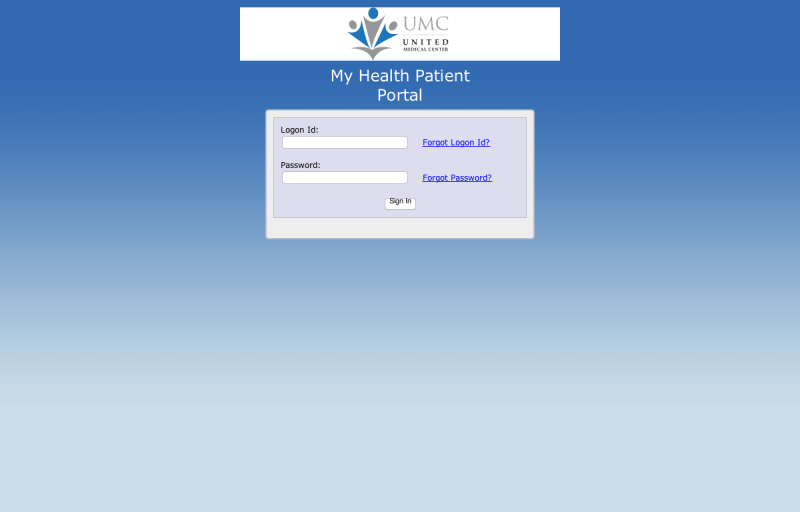 UMC
UNITED
MEDICAL CENTER
My Health Patient
Portal
Logon Id:
Forgot Logon Id?
Password:
Forgot Password?
Sign In